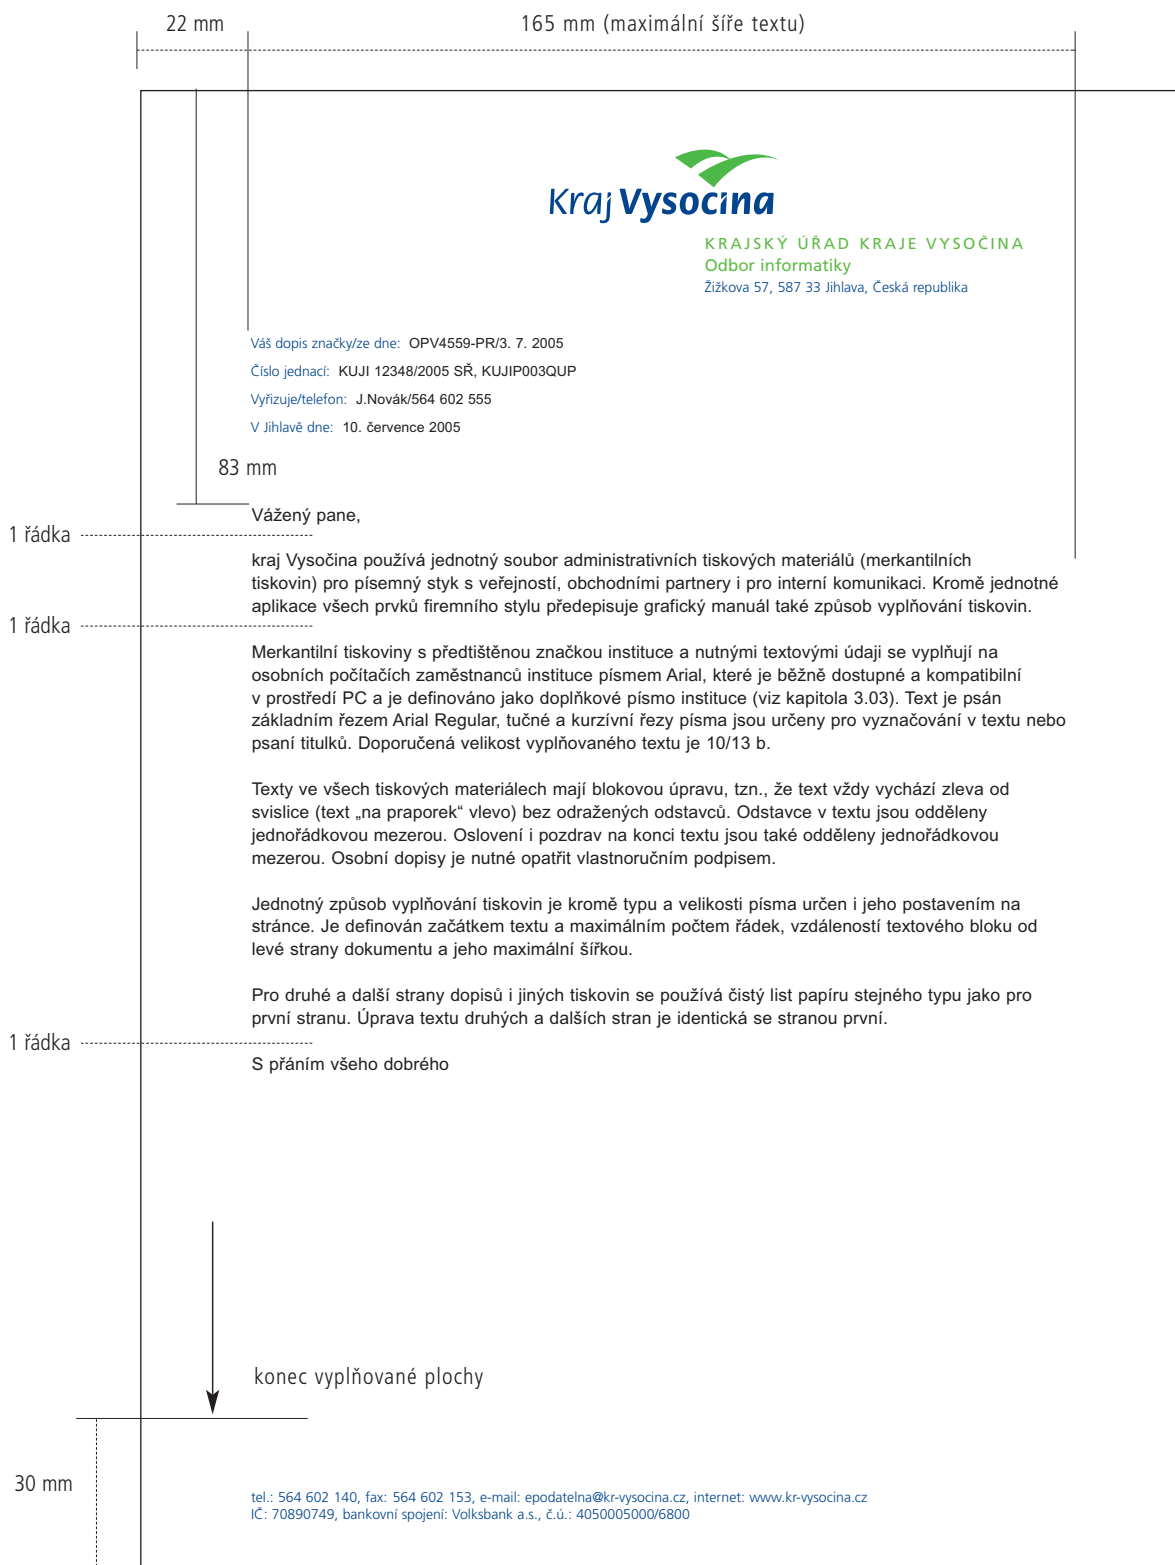 22 mm
165 mm (maximální šíře textu)
Kraj Vysočina
KRAJSKÝ ÚŘAD KRAJE VYSOČINA
Odbor informatiky
Žižkova 57, 587 33 Jihlava, Česká republika
Váš dopis značky/ze dne: OPV4559-PR/3. 7. 2005
Číslo jednací: KUJI 12348/2005 SŘ, KUJIP003QUP
Vyřizuje/telefon: J.Novák/564 602 555
V Jihlavě dne: 10. července 2005
83 mm
Vážený pane,
1 řádka
kraj Vysočina používá jednotný soubor administrativních tiskových materiálů (merkantilních
tiskovin) pro písemný styk s veřejností, obchodními partnery i pro interní komunikaci. Kromě jednotné
aplikace všech prvků firemního stylu předepisuje grafický manuál také způsob vyplňování tiskovin.
1 řádka
Merkantilní tiskoviny s předtištěnou značkou instituce a nutnými textovými údaji se vyplňují na
osobních počítačích zaměstnanců instituce písmem Arial, které je běžně dostupné a kompatibilní
v prostředí PC a je definováno jako doplňkové písmo instituce (viz kapitola 3.03). Text je psán
základním řezem Arial Regular, tučné a kurzívní řezy písma jsou určeny pro vyznačování v textu nebo
psaní titulků. Doporučená velikost vyplňovaného textu je 10/13 b.
Texty ve všech tiskových materiálech mají blokovou úpravu, tzn., že text vždy vychází zleva od
svislice (text „na praporek“ vlevo) bez odražených odstavců. Odstavce v textu jsou odděleny
jednořádkovou mezerou. Oslovení i pozdrav na konci textu jsou také odděleny jednořádkovou
mezerou. Osobní dopisy je nutné opatřit vlastnoručním podpisem.
Jednotný způsob vyplňování tiskovin je kromě typu a velikosti písma určen i jeho postavením na
stránce. Je definován začátkem textu a maximálním počtem řádek, vzdáleností textového bloku od
levé strany dokumentu a jeho maximální šířkou.
Pro druhé a další strany dopisů i jiných tiskovin se používá čistý list papíru stejného typu jako pro
první stranu. Úprava textu druhých a dalších stran je identická se stranou první.
1 řádka
S přáním všeho dobrého
konec vyplňované plochy
30 mm
tel.: 564 602 140, fax: 564 602 153, e-mail: epodatelna@kr-vysocina.cz, internet: www.kr-vysocina.cz
IČ: 70890749, bankovní spojení: Volksbank a.s., č.ú.: 4050005000/6800